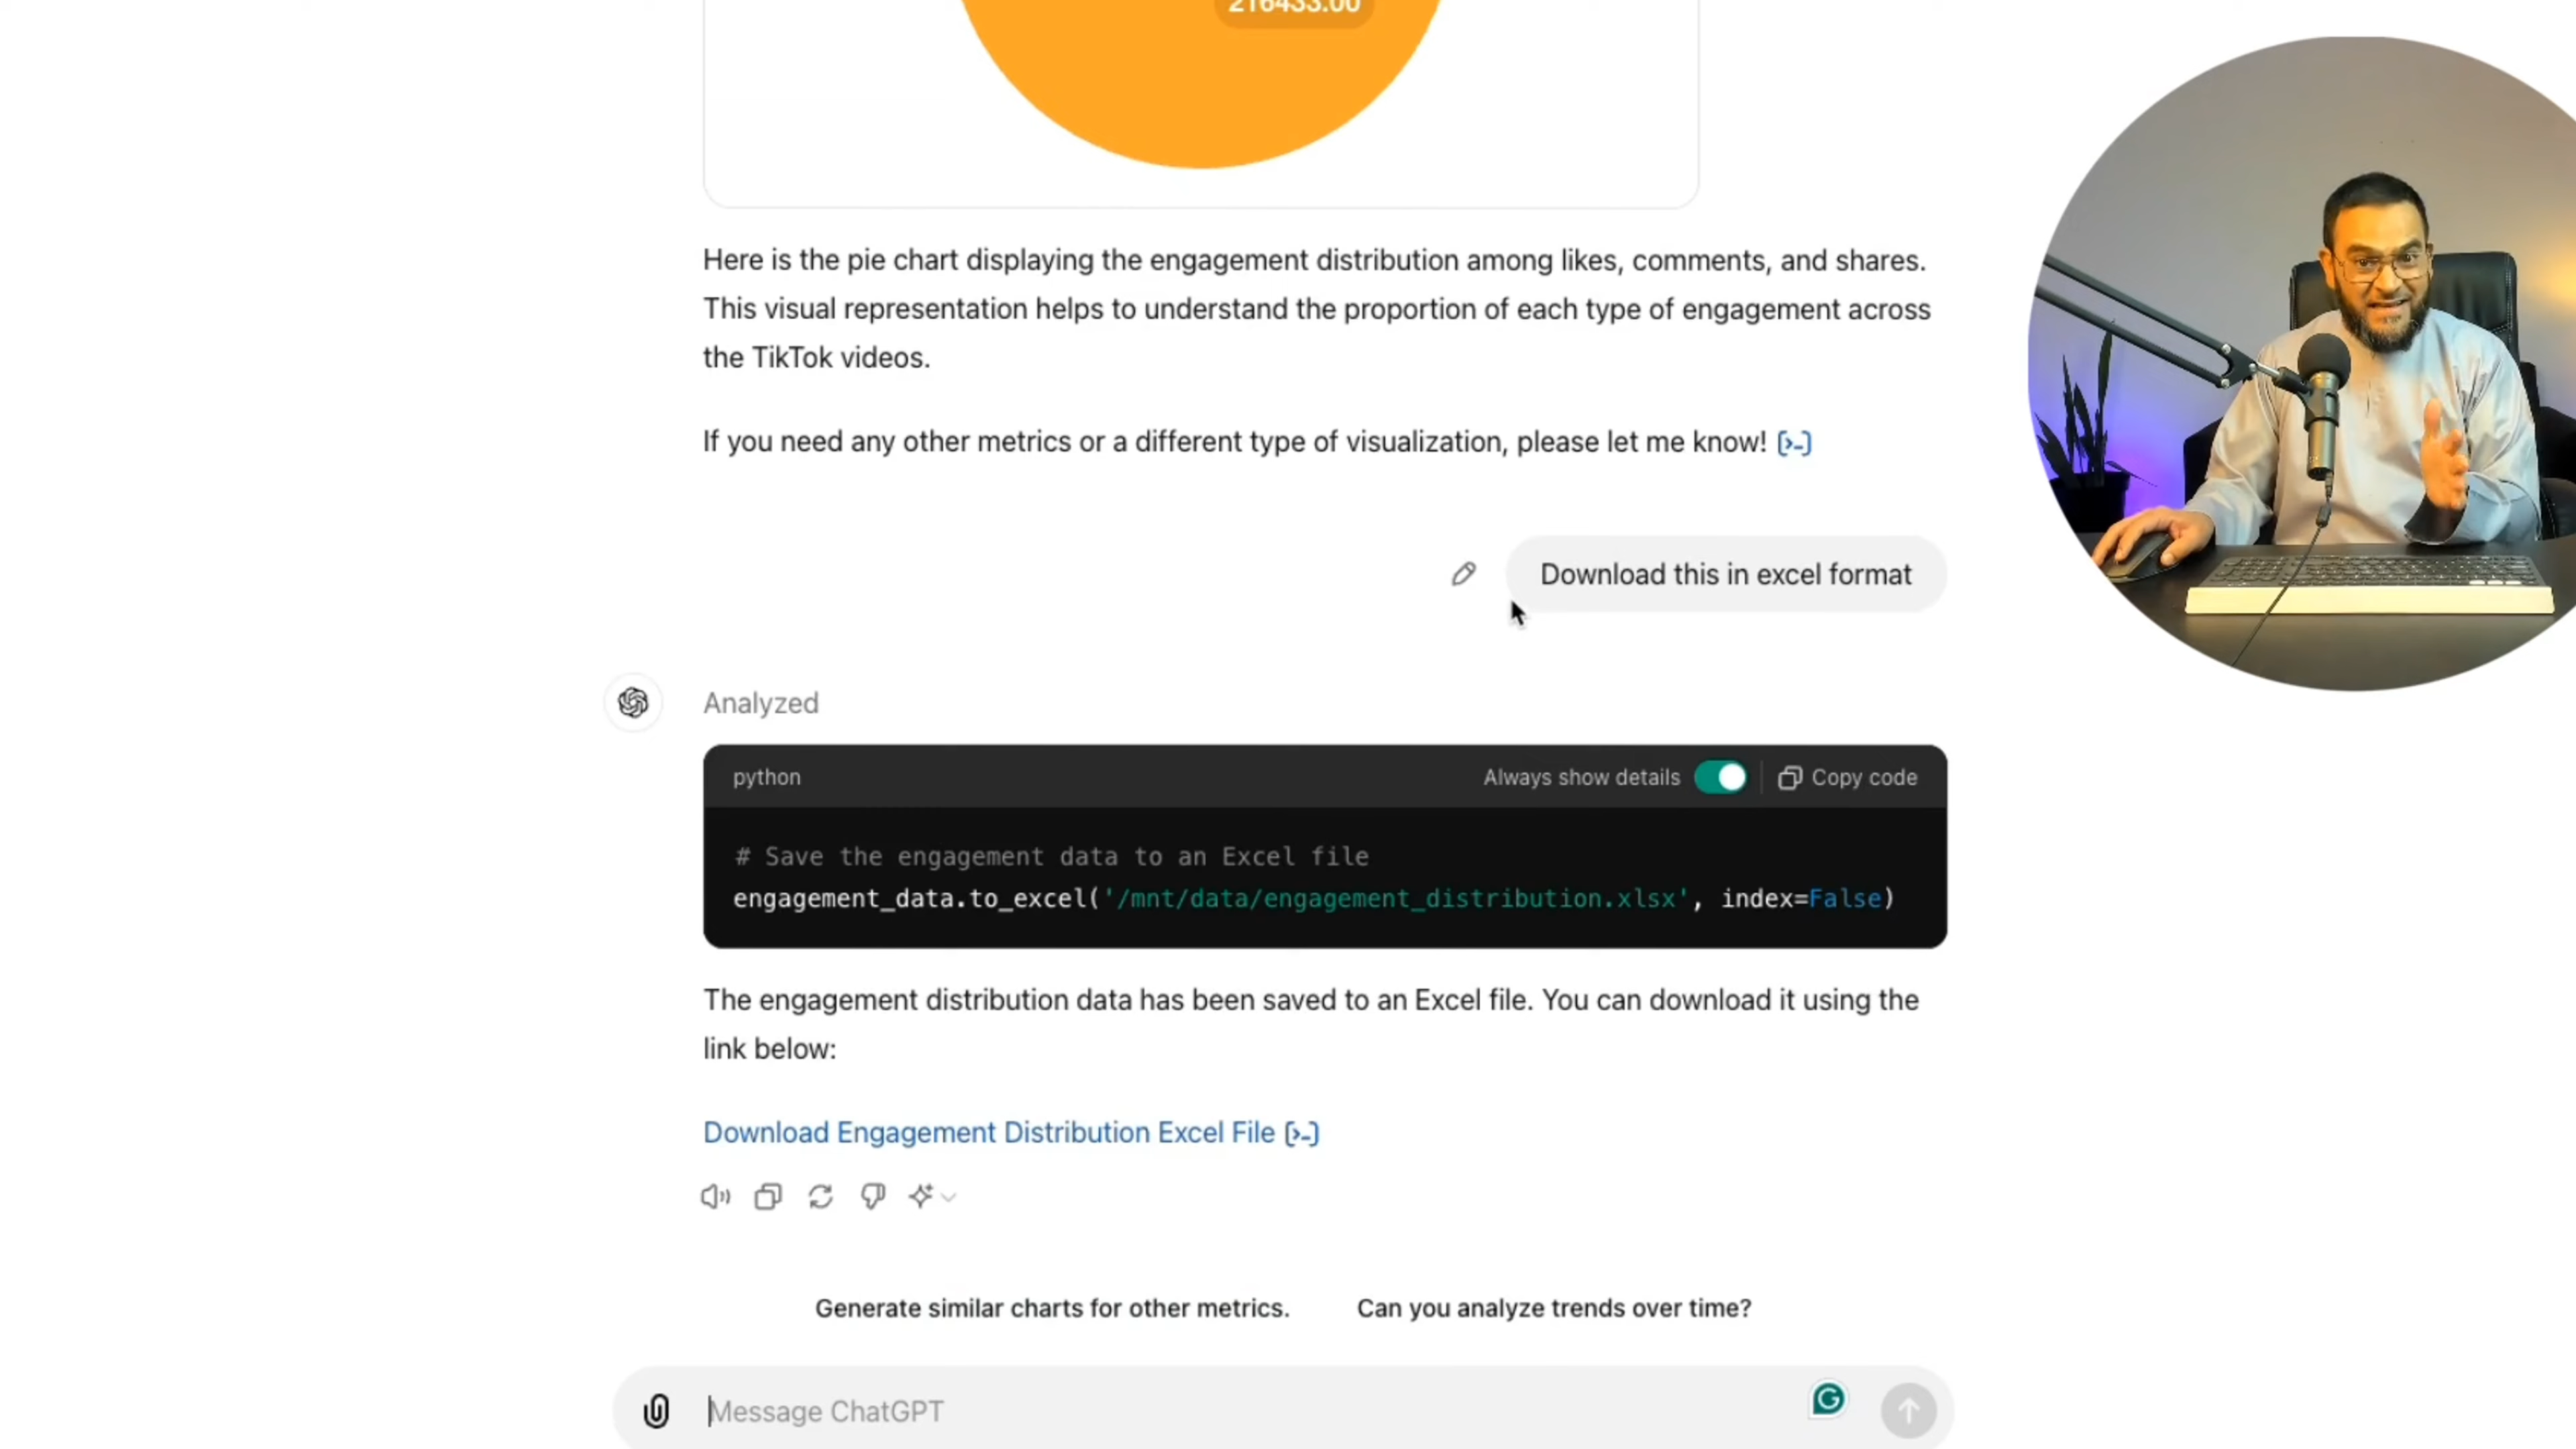 216433.00
Here is the pie chart displaying the engagement distribution among likes, comments, and shares.
This visual representation helps to understand the proportion of each type of engagement across
the TikTok videos.
If you need any other metrics or a different type of visualization, please let me know! [>-]
Download this in excel format
Analyzed
python
Always show details
Copy code
# Save the engagement data to an Excel file
engagement_data.to_excel('/mnt/data/engagement_distribution.xlsx', index=False)
The engagement distribution data has been saved to an Excel file. You can download it using the
link below:
Download Engagement Distribution Excel File [>-]
Generate similar charts for other metrics.
Can you analyze trends over time?
Message ChatGPT